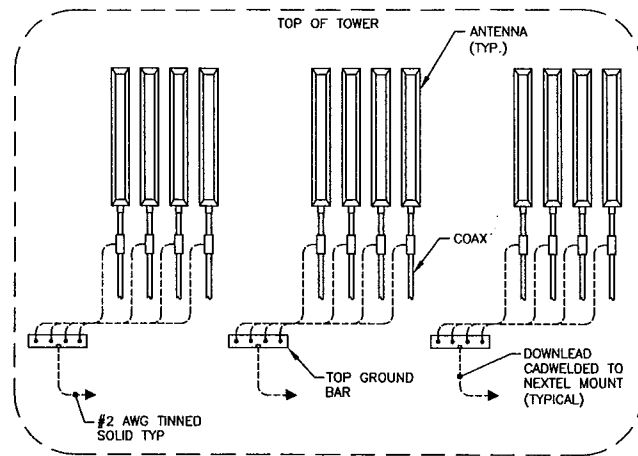 TOP OF TOWER
ANTENNA
(TYP.)
COAX
TOP GROUND
BAR
DOWNLEAD
CADWELDED TO
NEXTEL MOUNT
(TYPICAL)
#2 AWG TINNED
SOLID TYP